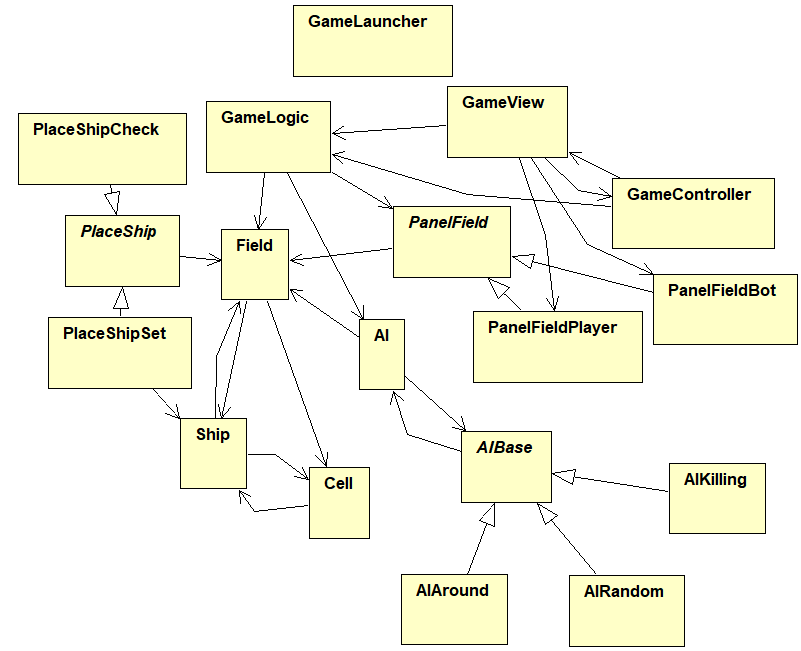 GameLauncher
GameView
GameLogic
PlaceShipCheck
GameController
PanelField
PlaceShip
Field
PanelFieldBot
PanelFieldPlayer
PlaceShipSet
AI
Ship
AIBase
Cell
AIKilling
AIAround
AIRandom